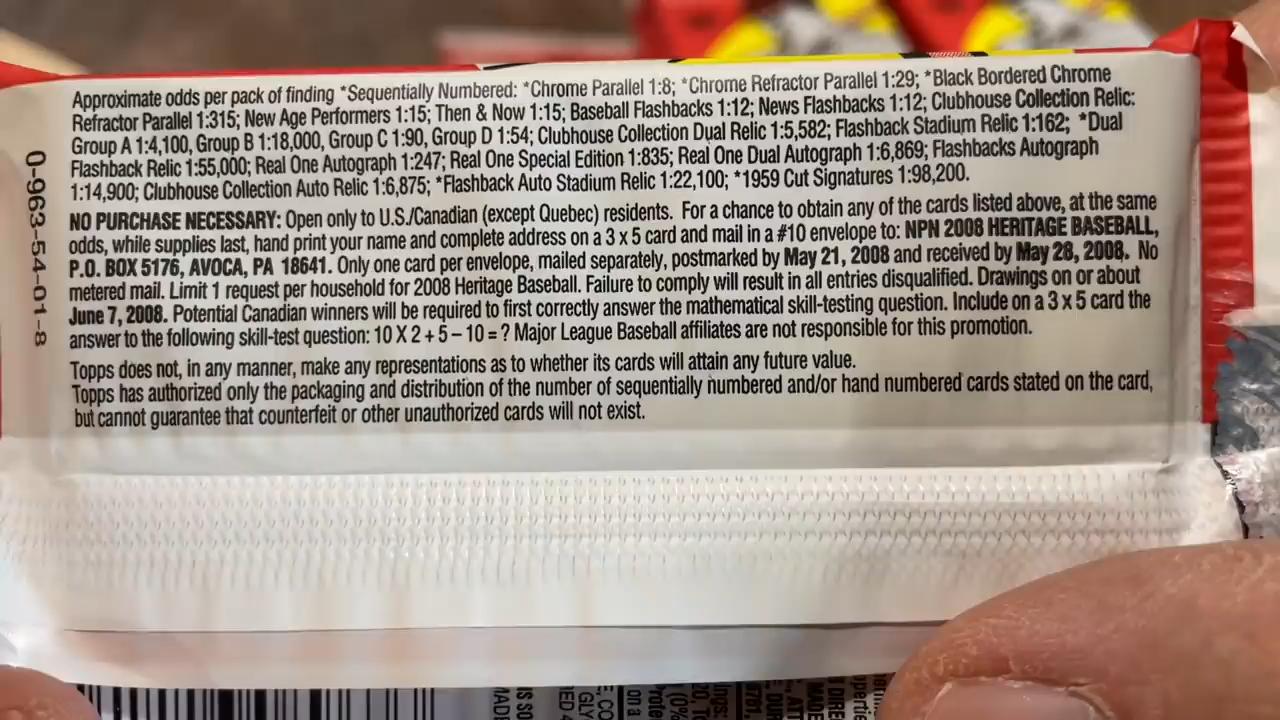 Approximate odds per pack of finding *Sequentially Numbered: *Chrome Parallel 1:8; *Chrome Refractor Parallel 1:29; *Black Bordered Chrome
Refractor Parallel 1:315; New Age Performers 1:15; Then & Now 1:15; Baseball Flashbacks 1:12; News Flashbacks 1:12; Clubhouse Collection Relic:
Group A 1:4,100, Group B 1:18,000, Group C 1:90, Group D 1:54; Clubhouse Collection Dual Relic 1:5,582; Flashback Stadium Relic 1:162; *Dual
Flashback Relic 1:55,000; Real One Autograph 1:247; Real One Special Edition 1:835; Real One Dual Autograph 1:6,869; Flashbacks Autograph
1:14,900; Clubhouse Collection Auto Relic 1:6,875; *Flashback Auto Stadium Relic 1:22,100; *1959 Cut Signatures 1:98,200.
NO PURCHASE NECESSARY: Open only to U.S./Canadian (except Quebec) residents. For a chance to obtain any of the cards listed above, at the same
odds, while supplies last, hand print your name and complete address on a 3 x 5 card and mail in a #10 envelope to: NPN 2008 HERITAGE BASEBALL,
P.O. BOX 5176, AVOCA, PA 18641. Only one card per envelope, mailed separately, postmarked by May 21, 2008 and received by May 28, 2008. No
metered mail. Limit 1 request per household for 2008 Heritage Baseball. Failure to comply will result in all entries disqualified. Drawings on or about
June 7, 2008. Potential Canadian winners will be required to first correctly answer the mathematical skill-testing question. Include on a 3 x 5 card the
answer to the following skill-test question: 10 X 2 + 5 – 10 = ? Major League Baseball affiliates are not responsible for this promotion.
Topps does not, in any manner, make any representations as to whether its cards will attain any future value.
Topps has authorized only the packaging and distribution of the number of sequentially numbered and/or hand numbered cards stated on the card,
but cannot guarantee that counterfeit or other unauthorized cards will not exist.
0-963-54-01-8